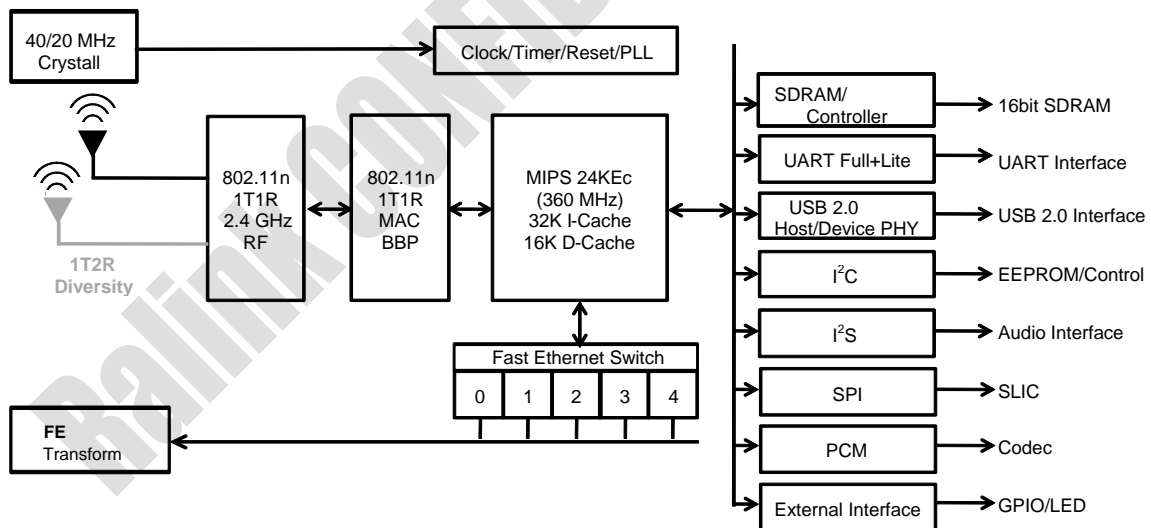 40/20 MHz
Crystall
Clock/Timer/Reset/PLL
802.11n
1T1R
2.4 GHz
RF
802.11n
1T1R
MAC
BBP
MIPS 24KEc
(360 MHz)
32K I-Cache
16K D-Cache
1T2R
Diversity
Fast Ethernet Switch
0 1 2 3 4
FE
Transform
SDRAM/
Controller
16bit SDRAM
UART Full+Lite
UART Interface
USB 2.0
Host/Device PHY
USB 2.0 Interface
I²C
EEPROM/Control
I²S
Audio Interface
SPI
SLIC
PCM
Codec
External Interface
GPIO/LED
Ralink CONFI